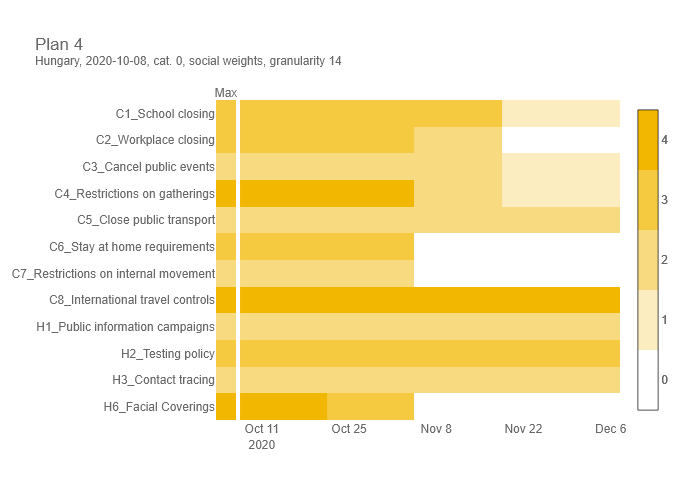 Plan 4
Hungary, 2020-10-08, cat. 0, social weights, granularity 14
Max
C1_School closing
C2_Workplace closing
C3_Cancel public events
C4_Restrictions on gatherings
C5_Close public transport
C6_Stay at home requirements
C7_Restrictions on internal movement
C8_International travel controls
H1_Public information campaigns
H2_Testing policy
H3_Contact tracing
H6_Facial Coverings
Oct 11 Oct 25 Nov 8 Nov 22 Dec 6
2020
4
3
2
1
0